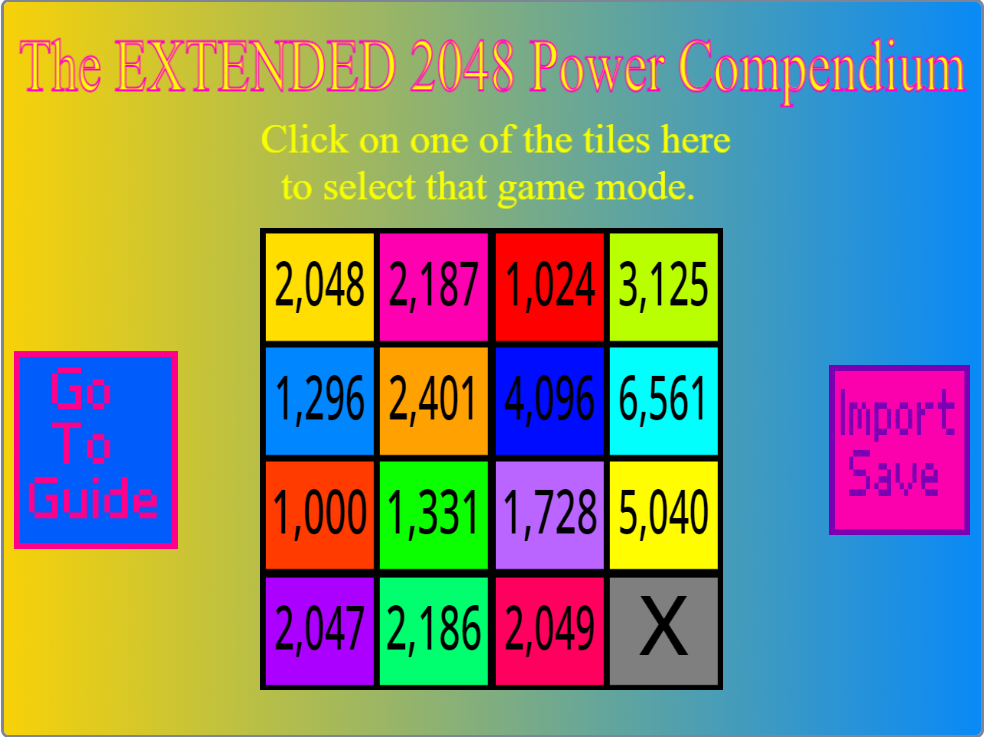 The EXTENDED 2048 Power Compendium
Click on one of the tiles here
to select that game mode.
2,048 2,187 1,024 3,125
1,296 2,401 4,096 6,561
1,000 1,331 1,728 5,040
2,047 2,186 2,049 X
Go
To
Guide
Import
Save